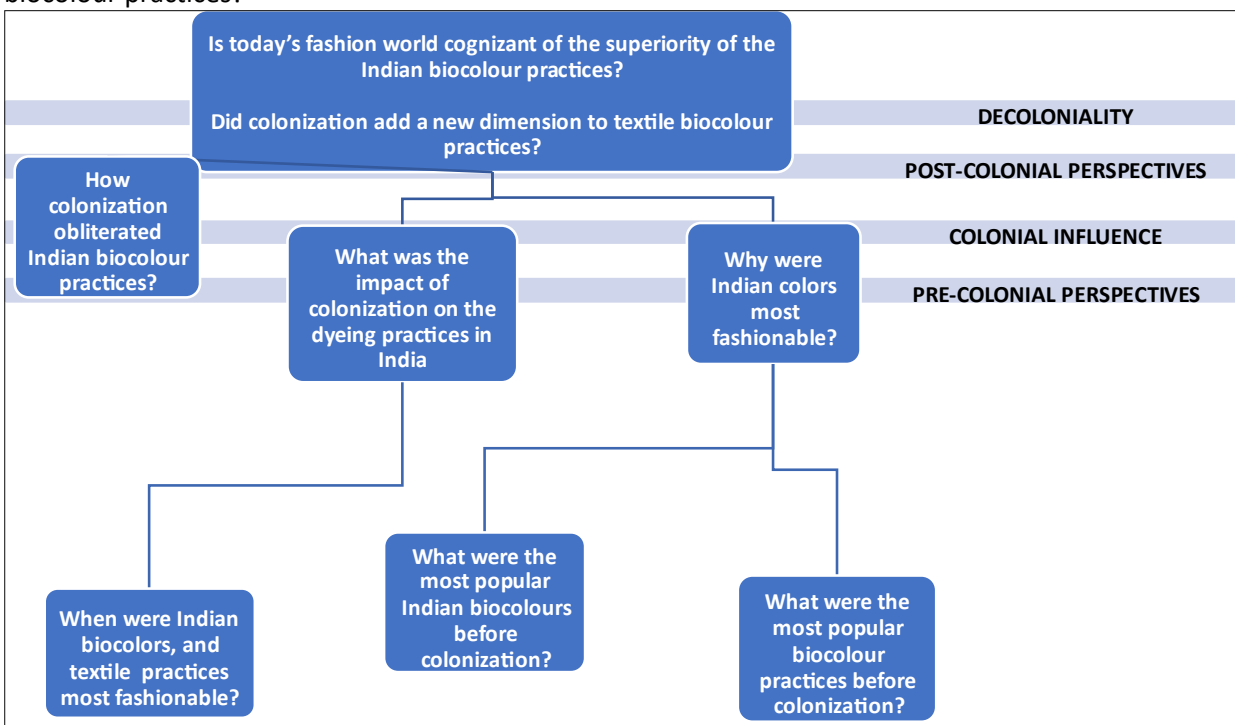 biocolour practices?
Is today's fashion world cognizant of the superiority of the
Indian biocolour practices?
Did colonization add a new dimension to textile biocolour
practices?
DECOLONIALITY
POST-COLONIAL PERSPECTIVES
COLONIAL INFLUENCE
PRE-COLONIAL PERSPECTIVES
How
colonization
obliterated
Indian biocolour
practices?
What was the
impact of
colonization on the
dyeing practices in
India
Why were
Indian colors
most
fashionable?
When were Indian
biocolors, and
textile practices
most fashionable?
What were the
most popular
Indian biocolours
before
colonization?
What were the
most popular
biocolour
practices before
colonization?